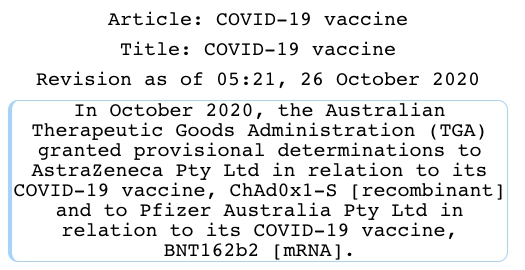 Article: COVID-19 vaccine
Title: COVID-19 vaccine
Revision as of 05:21, 26 October 2020
In October 2020, the Australian
Therapeutic Goods Administration (TGA)
granted provisional determinations to
AstraZeneca Pty Ltd in relation to its
COVID-19 vaccine, ChAd0x1-S [recombinant]
and to Pfizer Australia Pty Ltd in
relation to its COVID-19 vaccine,
BNT162b2 [mRNA].